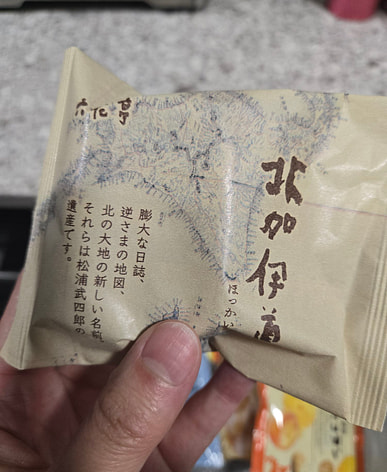 六花亭
北加伊道
ほっかい
膨大な日誌、
逆さまの地図、
北の大地の新しい名前。
それらは松浦武四郎の
遺産です。